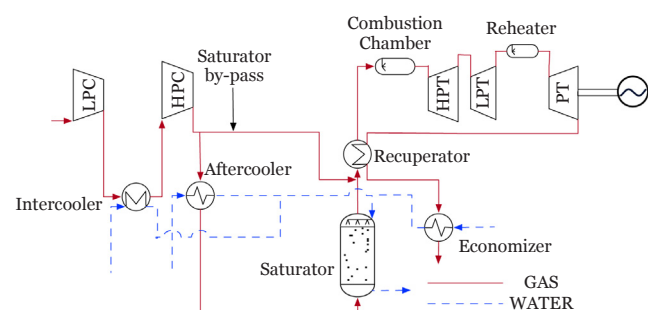 Combustion
Chamber
Reheater
Saturator
by-pass
LPC
HPC
HPT
LPT
PT
Aftercooler
Recuperator
Intercooler
Saturator
Economizer
GAS
WATER